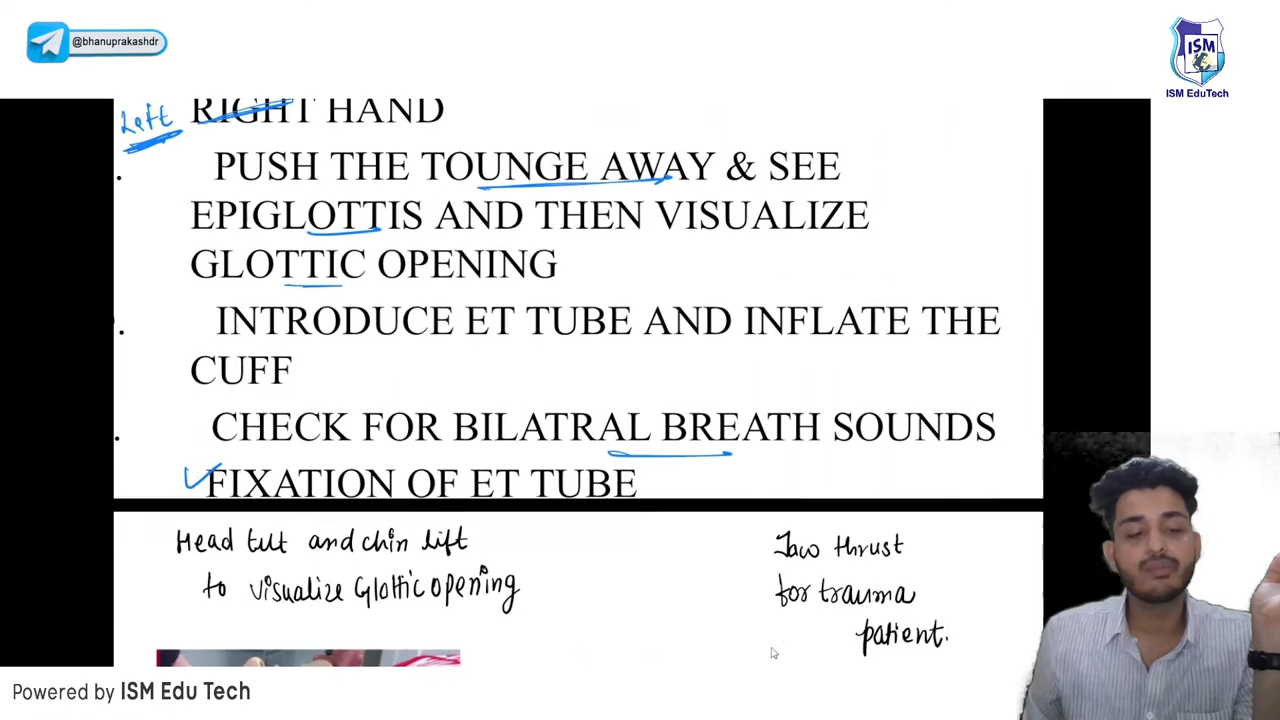 @bhanuprakashdr
ISM
ISM EduTech
Left RIGHT HAND
. PUSH THE TOUNGE AWAY & SEE
EPIGLOTTIS AND THEN VISUALIZE
GLOTTIC OPENING
. INTRODUCE ET TUBE AND INFLATE THE
CUFF
. CHECK FOR BILATRAL BREATH SOUNDS
FIXATION OF ET TUBE
Head tilt and chin lift
to visualize Glottic opening
Jaw thrust
for trauma
patient.
Powered by ISM Edu Tech